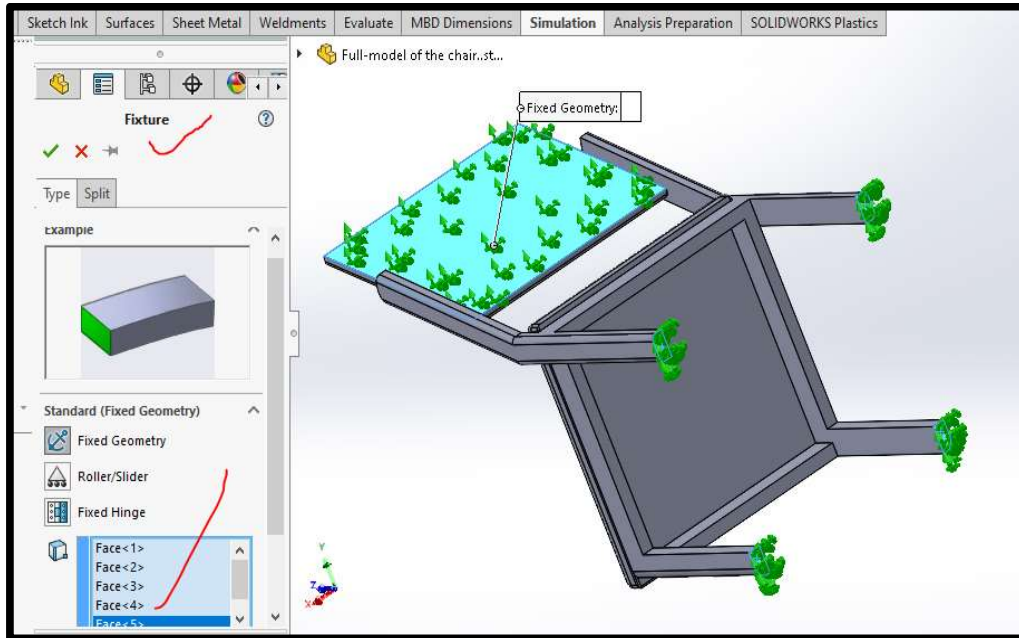 Sketch Ink Surfaces Sheet Metal Weldments Evaluate MBD Dimensions Simulation Analysis Preparation SOLIDWORKS Plastics
Full-model of the chair..st...
Fixed Geometry:
Fixture
Type Split
Example
Standard (Fixed Geometry)
Fixed Geometry
Roller/Slider
Fixed Hinge
Face<1>
Face<2>
Face<3>
Face<4>
Face<5>
Y
Z
X